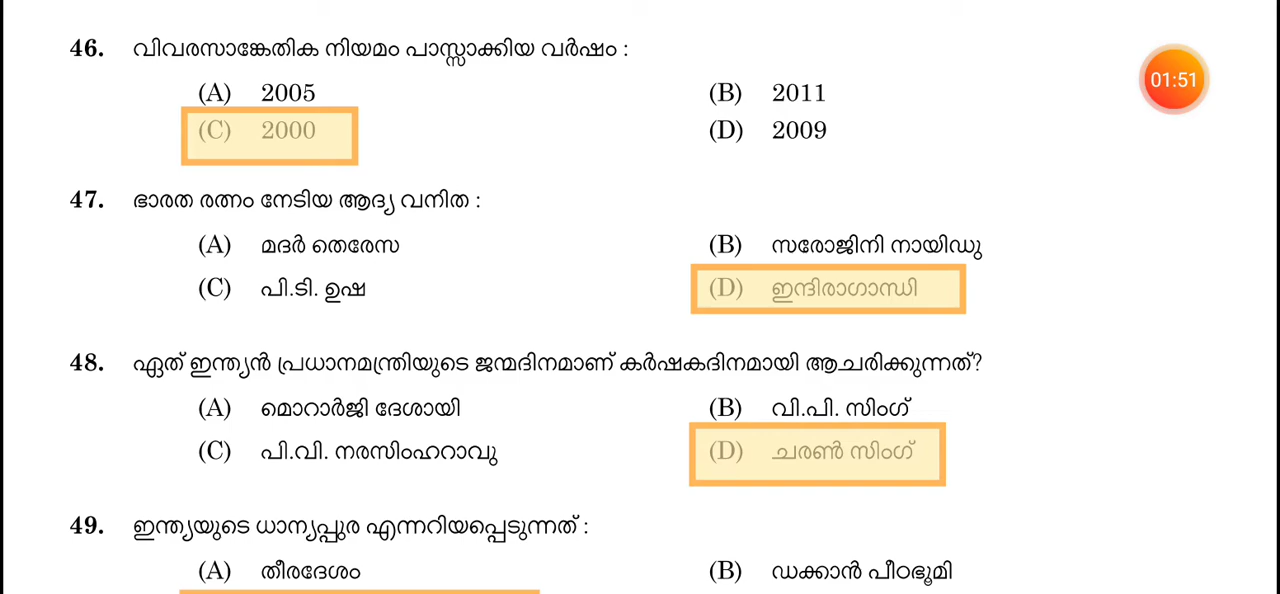 46. വിവരസാങ്കേതിക നിയമം പാസ്സാക്കിയ വർഷം :
01:51
(A) 2005 (B) 2011
(C) 2000 (D) 2009
47. ഭാരത രത്നം നേടിയ ആദ്യ വനിത :
(A) മദർ തെരേസ (B) സരോജിനി നായിഡു
(C) പി.ടി. ഉഷ (D) ഇന്ദിരാഗാന്ധി
48. ഏത് ഇന്ത്യൻ പ്രധാനമന്ത്രിയുടെ ജന്മദിനമാണ് കർഷകദിനമായി ആചരിക്കുന്നത്?
(A) മൊറാർജി ദേശായി (B) വി.പി. സിംഗ്
(C) പി.വി. നരസിംഹറാവു (D) ചരൺ സിംഗ്
49. ഇന്ത്യയുടെ ധാന്യപ്പുര എന്നറിയപ്പെടുന്നത് :
(A) തീരദേശം (B) ഡക്കാൻ പീഠഭൂമി